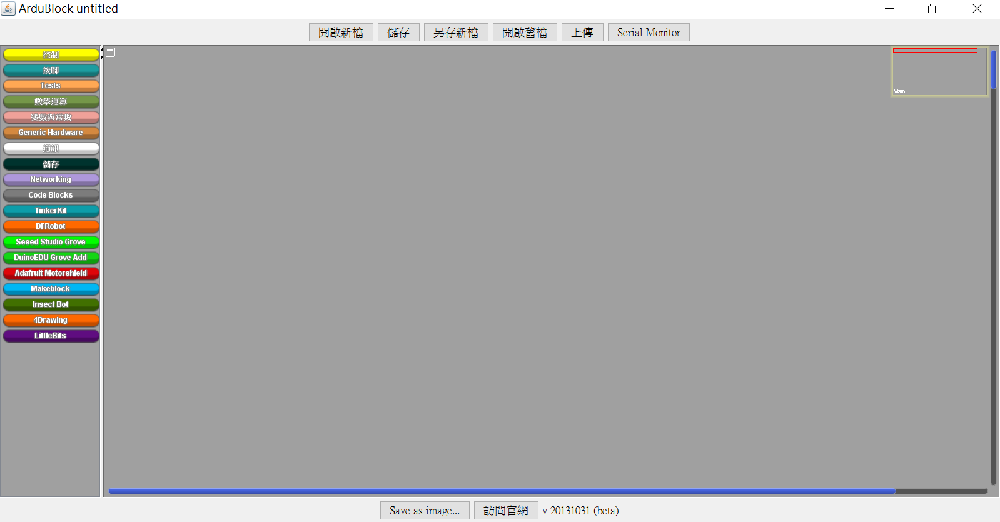 ArduBlock untitled
開啟新檔 儲存 另存新檔 開啟舊檔 上傳 Serial Monitor
控制
接腳
Tests
數學運算
變數與常數
Generic Hardware
通訊
儲存
Networking
Code Blocks
TinkerKit
DFRobot
Seeed Studio Grove
DuinoEDU Grove Add
Adafruit Motorshield
Makeblock
Insect Bot
4Drawing
LittleBits
Main
Save as image... 訪問官網 v 20131031 (beta)